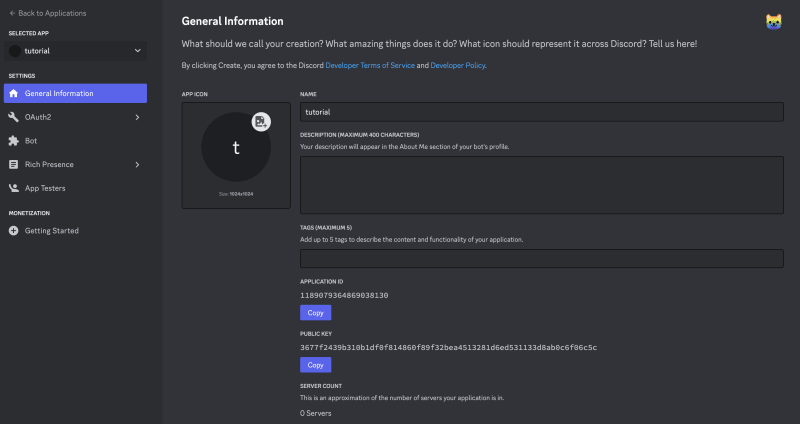 Back to Applications
SELECTED APP
tutorial
SETTINGS
General Information
OAuth2
Bot
Rich Presence
App Testers
MONETIZATION
Getting Started
General Information
What should we call your creation? What amazing things does it do? What icon should represent it across Discord? Tell us here!
By clicking Create, you agree to the Discord Developer Terms of Service and Developer Policy.
APP ICON
t
Size: 1024x1024
NAME
tutorial
DESCRIPTION (MAXIMUM 400 CHARACTERS)
Your description will appear in the About Me section of your bot's profile.
TAGS (MAXIMUM 5)
Add up to 5 tags to describe the content and functionality of your application.
APPLICATION ID
1189079364869038130
Copy
PUBLIC KEY
3677f2439b310b1df0f814860f89f32bea4513281d6ed531133d8ab0c6f06c5c
Copy
SERVER COUNT
This is an approximation of the number of servers your application is in.
0 Servers